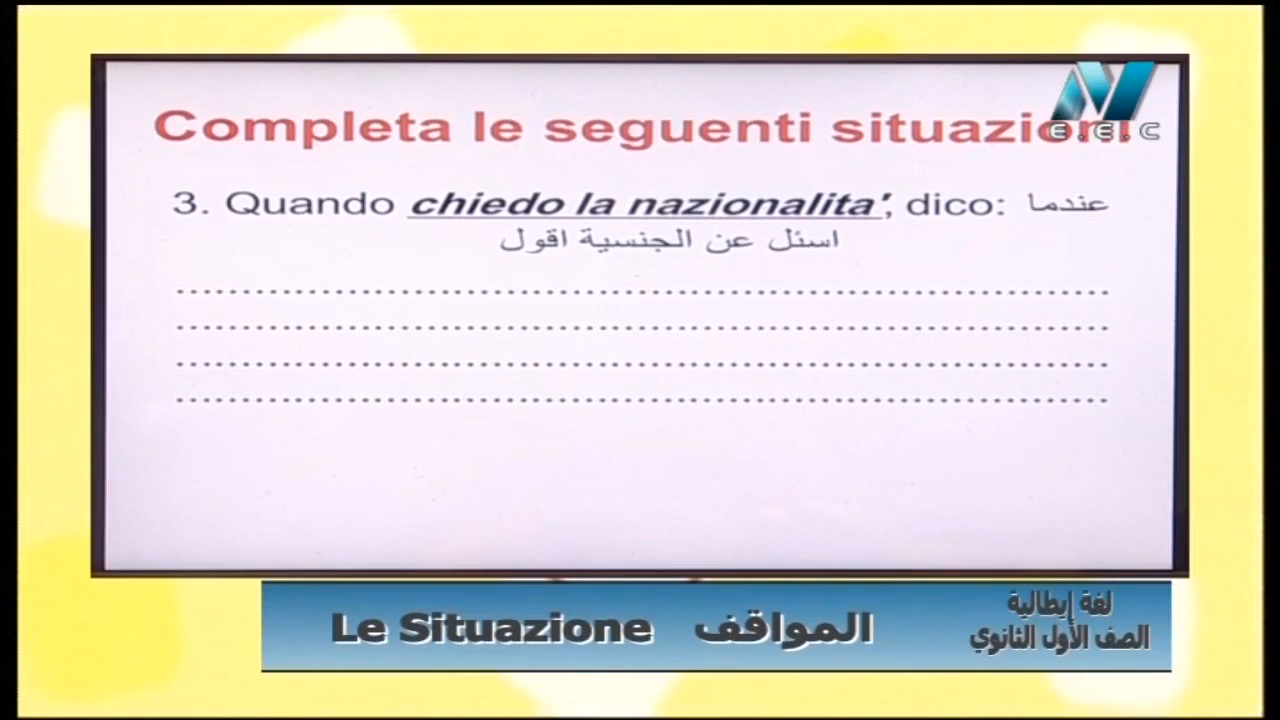 Completa le seguenti situazioni
E.E.C
3. Quando chiedo la nazionalita', dico: عندما
اسئل عن الجنسية اقول
........................................................................
........................................................................
........................................................................
........................................................................
Le Situazione المواقف
لغة إيطالية
الصف الأول الثانوي